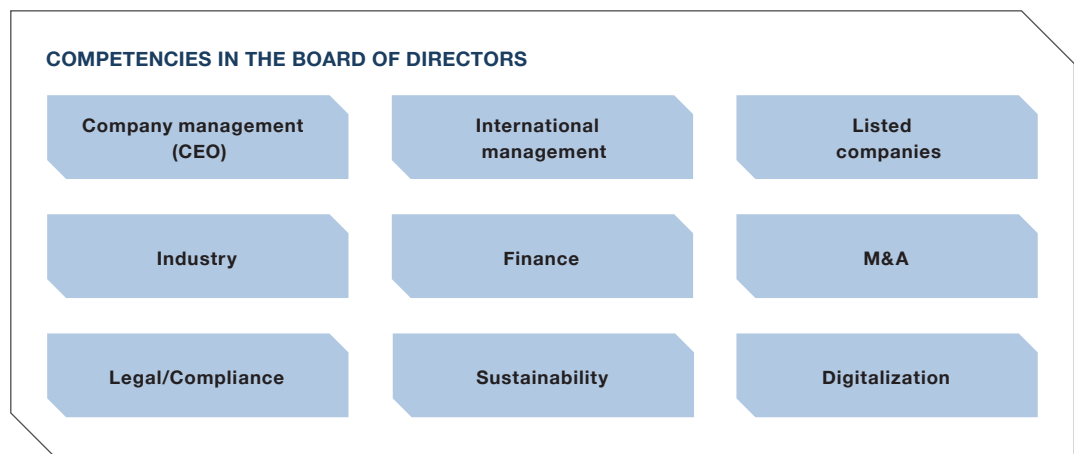 COMPETENCIES IN THE BOARD OF DIRECTORS
Company management
(CEO)
International
management
Listed
companies
Industry
Finance
M&A
Legal/Compliance
Sustainability
Digitalization